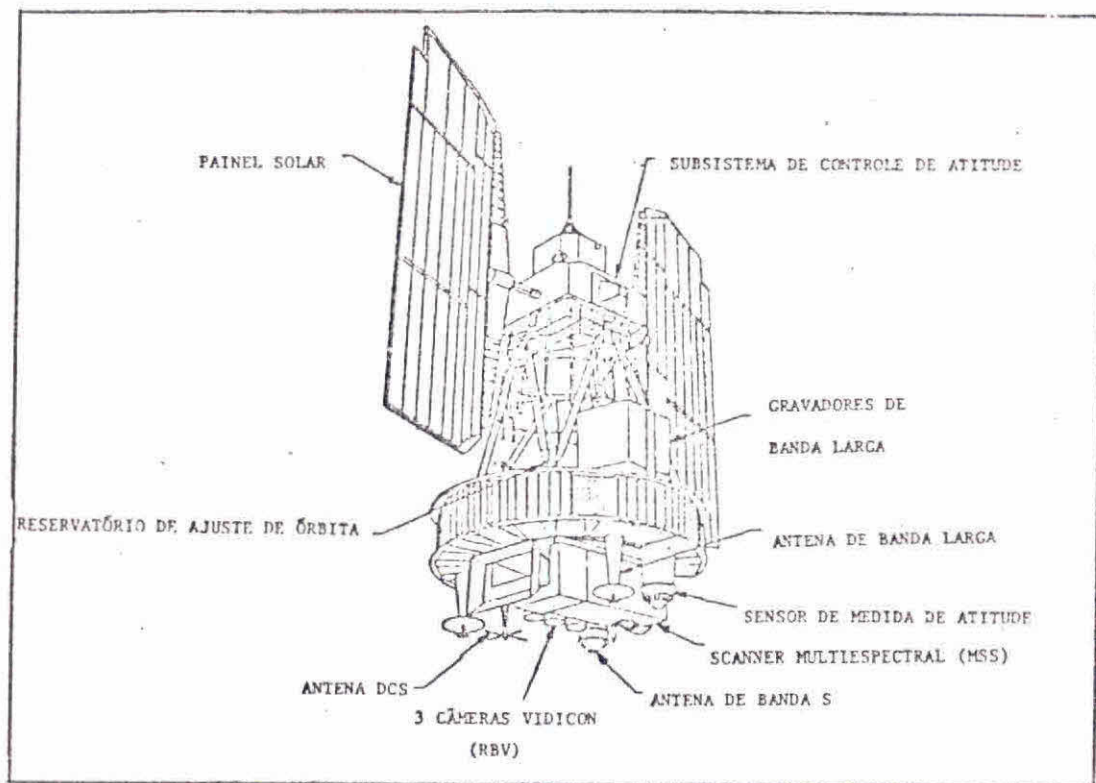 PAINEL SOLAR
SUBSISTEMA DE CONTROLE DE ATITUDE
GRAVADORES DE
BANDA LARGA
RESERVATÓRIO DE AJUSTE DE ÓRBITA
ANTENA DE BANDA LARGA
SENSOR DE MEDIDA DE ATITUDE
SCANNER MULTIESPECTRAL (MSS)
ANTENA DCS
ANTENA DE BANDA S
3 CÂMERAS VIDICON
(RBV)